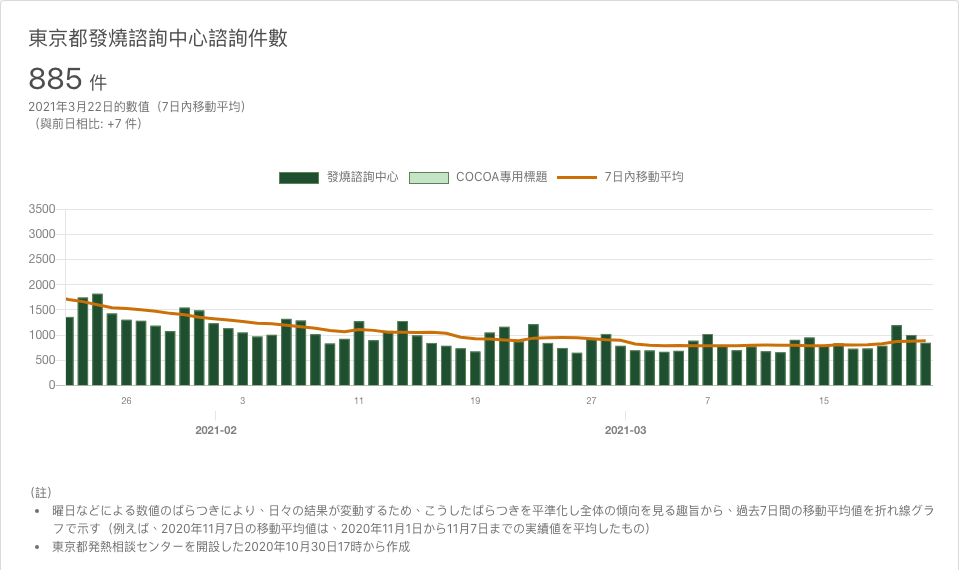 東京都發燒諮詢中心諮詢件數
885 件
2021年3月22日的數值（7日內移動平均）
（與前日相比: +7 件）
發燒諮詢中心 COCOA專用標題 7日內移動平均
3500
3000
2500
2000
1500
1000
500
0
26 3 11 19 27 7 15
2021-02 2021-03
（註）
• 曜日などによる数値のばらつきにより、日々の結果が変動するため、こうしたばらつきを平準化し全体の傾向を見る趣旨から、過去7日間の移動平均値を折れ線グラ
フで示す（例えば、2020年11月7日の移動平均値は、2020年11月1日から11月7日までの実績値を平均したもの）
• 東京都発熱相談センターを開設した2020年10月30日17時から作成